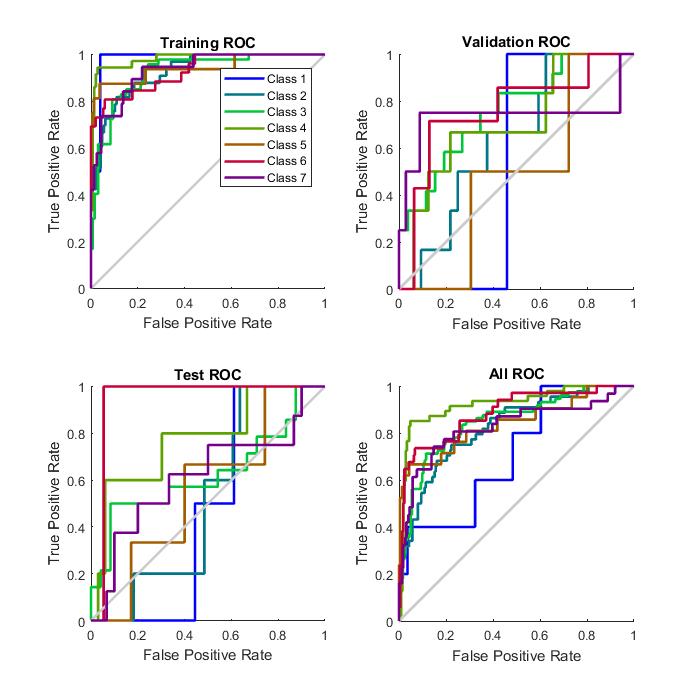 Training ROC
True Positive Rate
1
0.8
0.6
0.4
0.2
0
0 0.2 0.4 0.6 0.8 1
False Positive Rate
Class 1
Class 2
Class 3
Class 4
Class 5
Class 6
Class 7
Validation ROC
True Positive Rate
1
0.8
0.6
0.4
0.2
0
0 0.2 0.4 0.6 0.8 1
False Positive Rate
Test ROC
True Positive Rate
1
0.8
0.6
0.4
0.2
0
0 0.2 0.4 0.6 0.8 1
False Positive Rate
All ROC
True Positive Rate
1
0.8
0.6
0.4
0.2
0
0 0.2 0.4 0.6 0.8 1
False Positive Rate